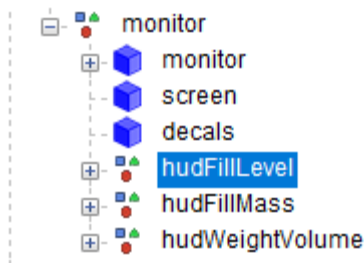 monitor
monitor
screen
decals
hudFillLevel
hudFillMass
hudWeightVolume